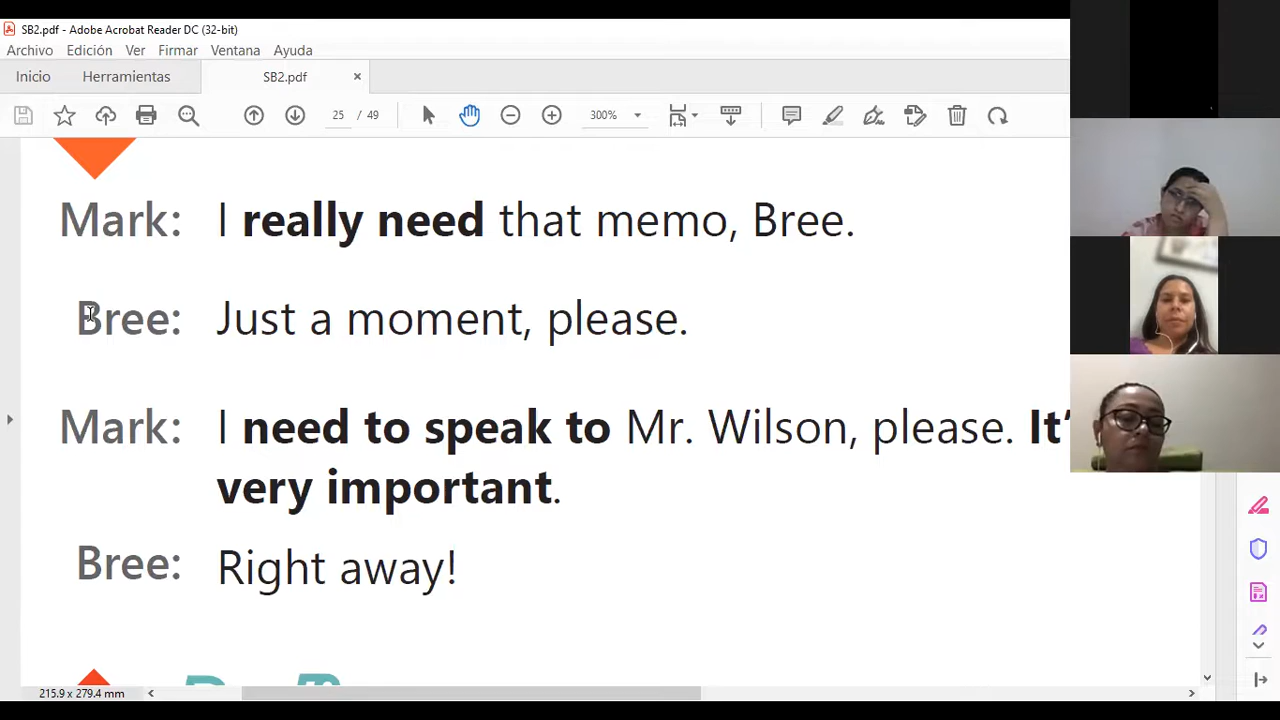 SB2.pdf - Adobe Acrobat Reader DC (32-bit)
Archivo Edición Ver Firmar Ventana Ayuda
Inicio Herramientas SB2.pdf ×
25 / 49 300%
Mark: I really need that memo, Bree.
Bree: Just a moment, please.
Mark: I need to speak to Mr. Wilson, please. It'
very important.
Bree: Right away!
215.9 x 279.4 mm